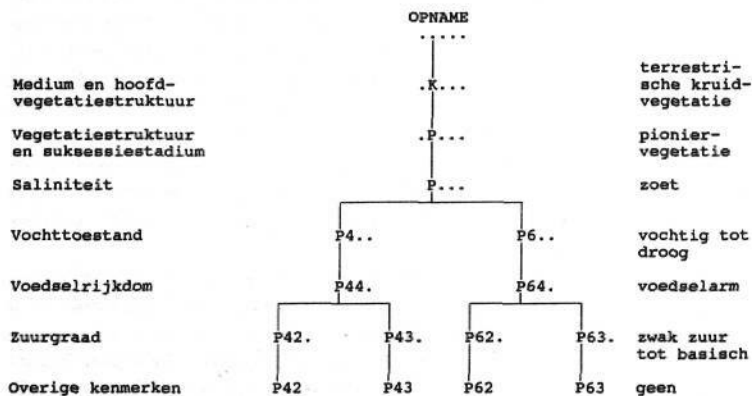 OPNAME
.....
Medium en hoofd-
vegetatiestruktuur
.K...
terrestri-
sche kruid-
vegetatie
Vegetatiestruktuur
en suksessiestadium
.P...
pionier-
vegetatie
Saliniteit
P...
zoet
Vochttoestand
P4..
P6..
vochtig tot
droog
Voedselrijkdom
P44.
P64.
voedselarm
Zuurgraad
P42.
P43.
P62.
P63.
zwak zuur
tot basisch
Overige kenmerken
P42
P43
P62
P63
geen